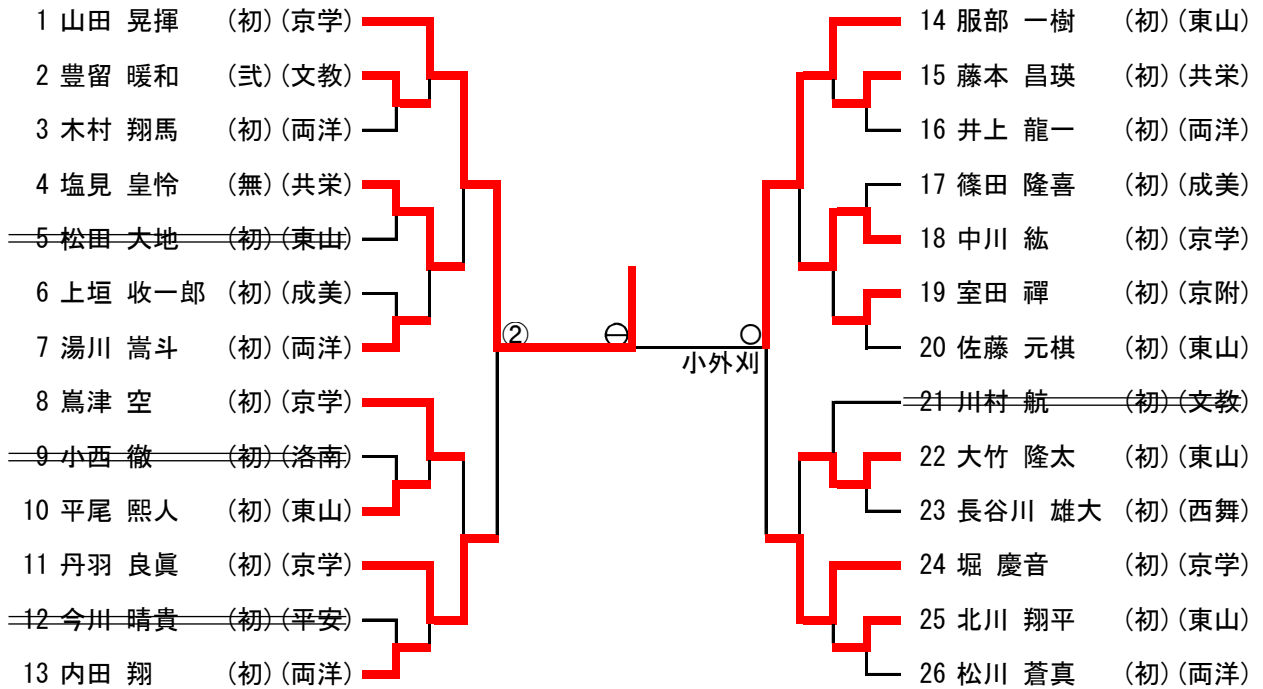 1 山田 晃揮 (初)(京学)
2 豊留 暖和 (弐)(文教)
3 木村 翔馬 (初)(両洋)
4 塩見 皇怜 (無)(共栄)
5 松田 大地 (初)(東山)
6 上垣 收一郎 (初)(成美)
7 湯川 嵩斗 (初)(両洋)
8 嶌津 空 (初)(京学)
9 小西 徹 (初)(洛南)
10 平尾 熙人 (初)(東山)
11 丹羽 良眞 (初)(京学)
12 今川 晴貴 (初)(平安)
13 内田 翔 (初)(両洋)
② ㊀ ○
小外刈
14 服部 一樹 (初)(東山)
15 藤本 昌瑛 (初)(共栄)
16 井上 龍一 (初)(両洋)
17 篠田 隆喜 (初)(成美)
18 中川 紘 (初)(京学)
19 室田 禪 (初)(京附)
20 佐藤 元棋 (初)(東山)
21 川村 航 (初)(文教)
22 大竹 隆太 (初)(東山)
23 長谷川 雄大 (初)(西舞)
24 堀 慶音 (初)(京学)
25 北川 翔平 (初)(東山)
26 松川 蒼真 (初)(両洋)